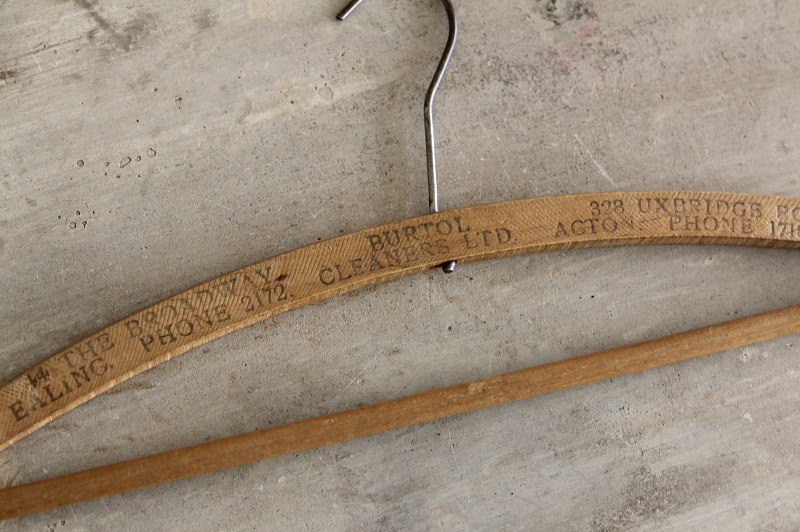 14 THE BROADWAY
EALING. PHONE 2172.
BURTOL
CLEANERS LTD.
328 UXBRIDGE
ACTON. PHONE